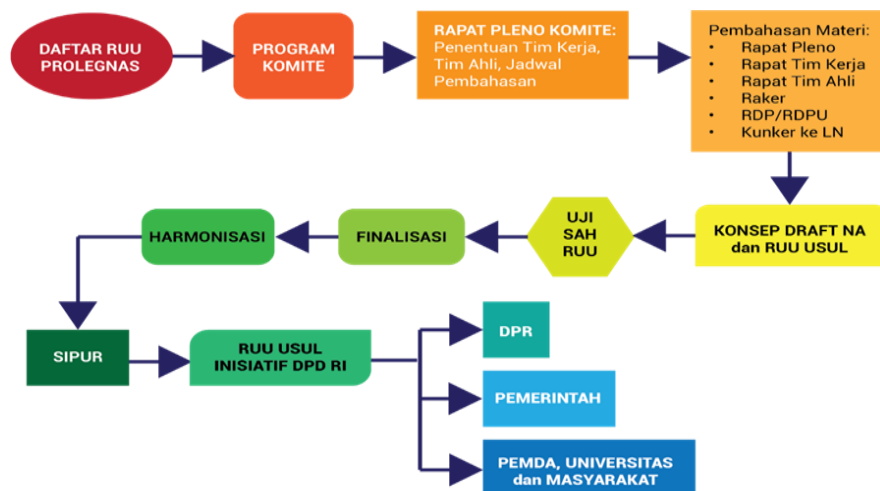 DAFTAR RUU
PROLEGNAS
PROGRAM
KOMITE
RAPAT PLENO KOMITE:
Penentuan Tim Kerja,
Tim Ahli, Jadwal
Pembahasan
Pembahasan Materi:
• Rapat Pleno
• Rapat Tim Kerja
• Rapat Tim Ahli
• Raker
• RDP/RDPU
• Kunker ke LN
HARMONISASI
FINALISASI
UJI
SAH
RUU
KONSEP DRAFT NA
dan RUU USUL
SIPUR
RUU USUL
INISIATIF DPD RI
DPR
PEMERINTAH
PEMDA, UNIVERSITAS
dan MASYARAKAT